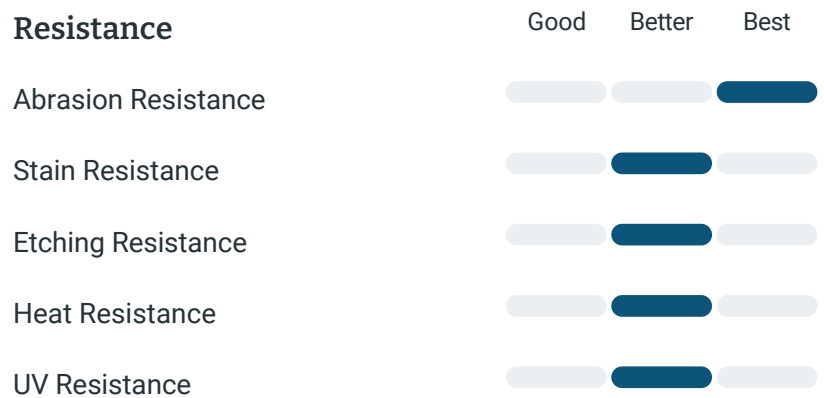 Resistance Good Better Best
Abrasion Resistance
Stain Resistance
Etching Resistance
Heat Resistance
UV Resistance